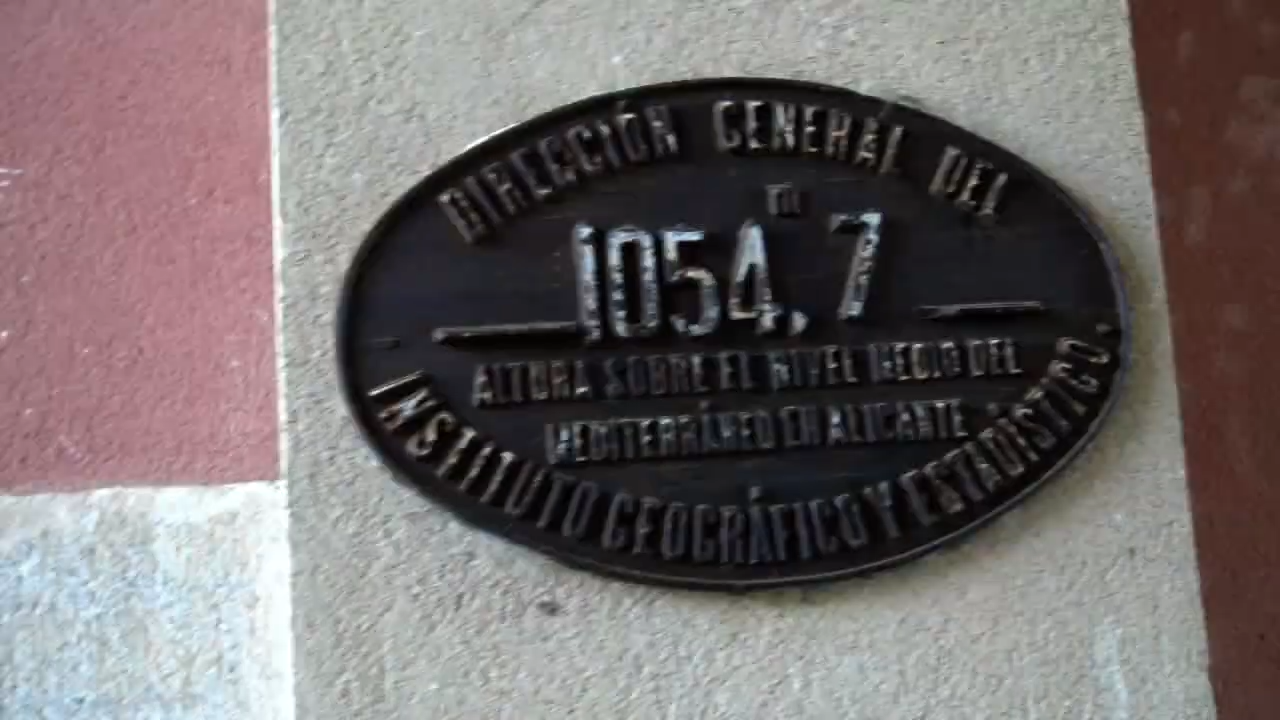 DIRECCIÓN GENERAL DEL
m
1054,7
ALTURA SOBRE EL NIVEL MEDIO DEL
MEDITERRÁNEO EN ALICANTE
INSTITUTO GEOGRÁFICO Y ESTADÍSTICO.